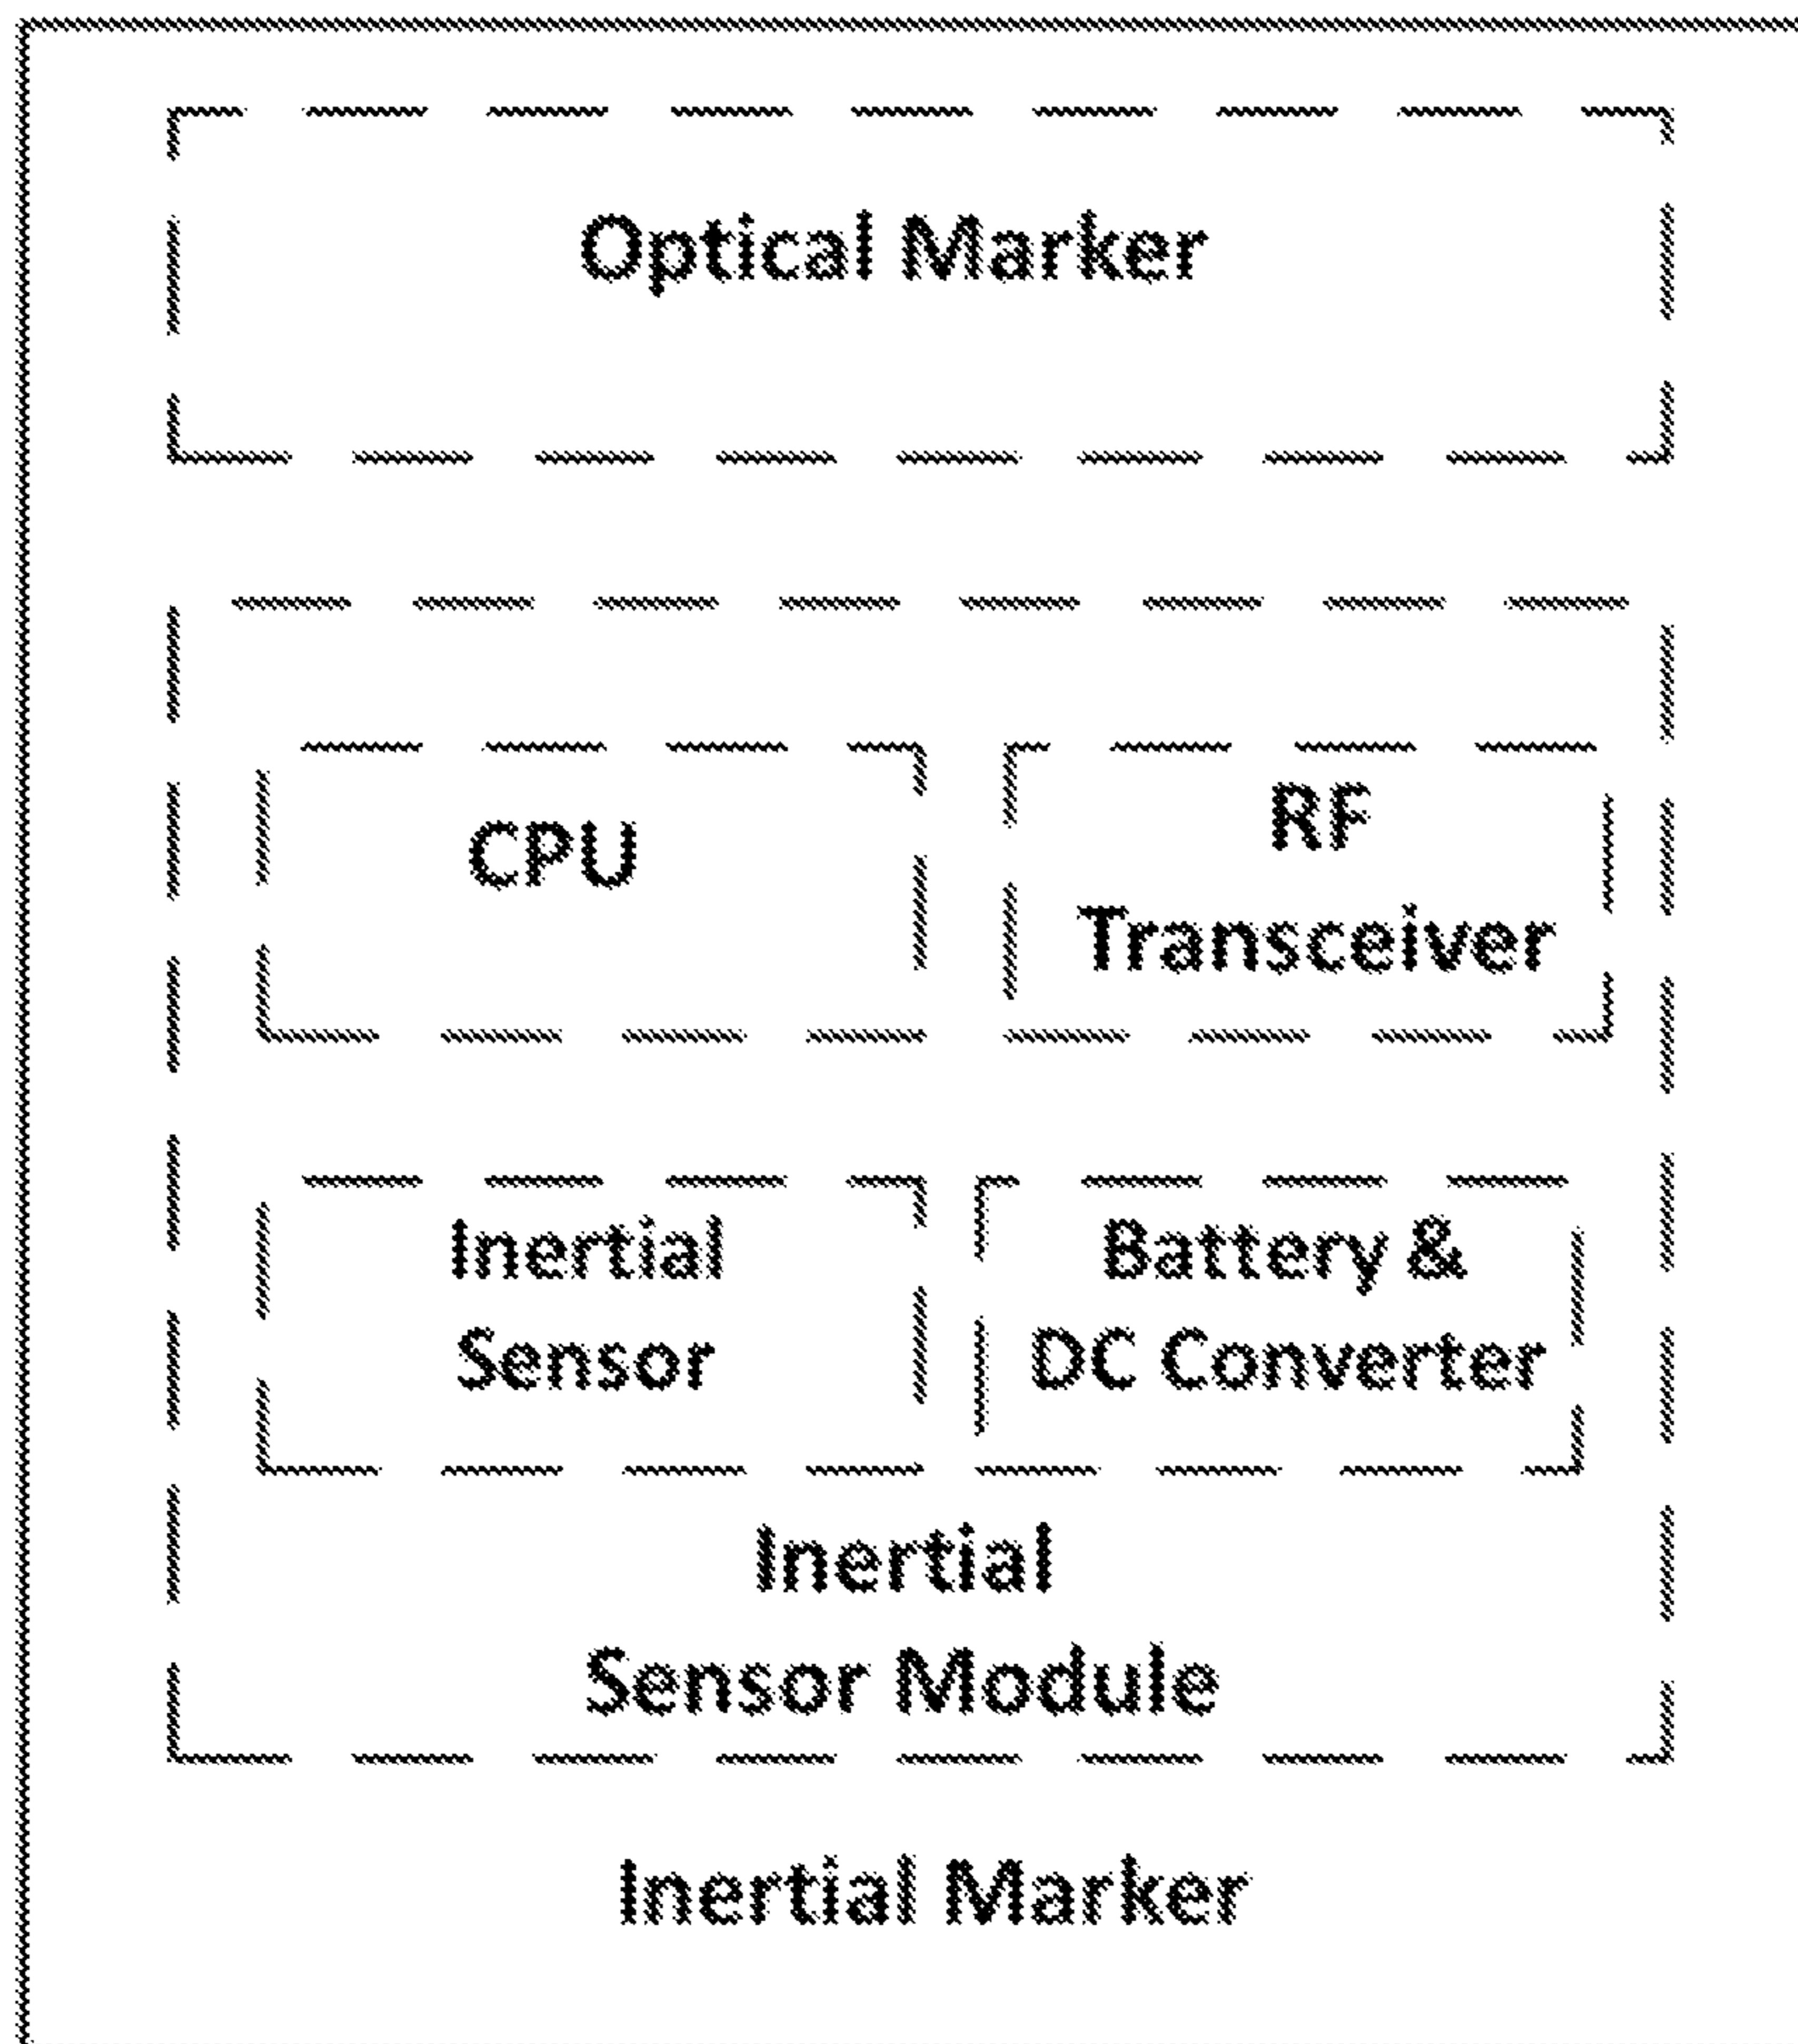 Optical Marker
CPU
RF
Transceiver
Inertial
Sensor
Battery &
DC Converter
Inertial
Sensor Module
Inertial Marker